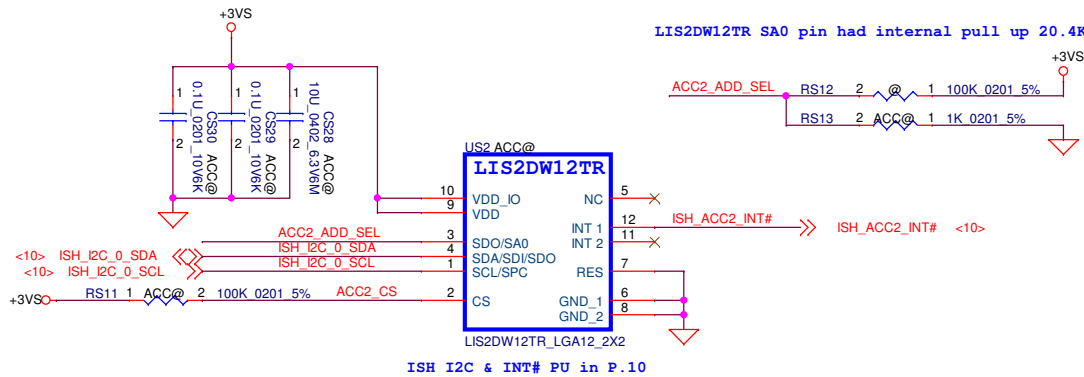 +3VS
LIS2DW12TR SA0 pin had internal pull up 20.4K
+3VS
ACC2_ADD_SEL
RS12 2 @ 1 100K_0201_5%
RS13 2 ACC@ 1 1K_0201_5%
1
2
0.1U_0201_10V6K
CS30 ACC@
1
2
0.1U_0201_10V6K
CS29 ACC@
1
2
10U_0402_6.3V6M
CS28 ACC@
US2 ACC@
LIS2DW12TR
10 VDD_IO
9 VDD
ACC2_ADD_SEL 3 SDO/SA0
<10> ISH_I2C_0_SDA ISH_I2C_0_SDA 4 SDA/SDI/SDO
<10> ISH_I2C_0_SCL ISH_I2C_0_SCL 1 SCL/SPC
+3VS RS11 1 ACC@ 2 100K_0201_5% ACC2_CS 2 CS
NC 5
INT 1 12 ISH_ACC2_INT# ISH_ACC2_INT# <10>
INT 2 11
RES 7
GND_1 6
GND_2 8
LIS2DW12TR_LGA12_2X2
ISH I2C & INT# PU in P.10